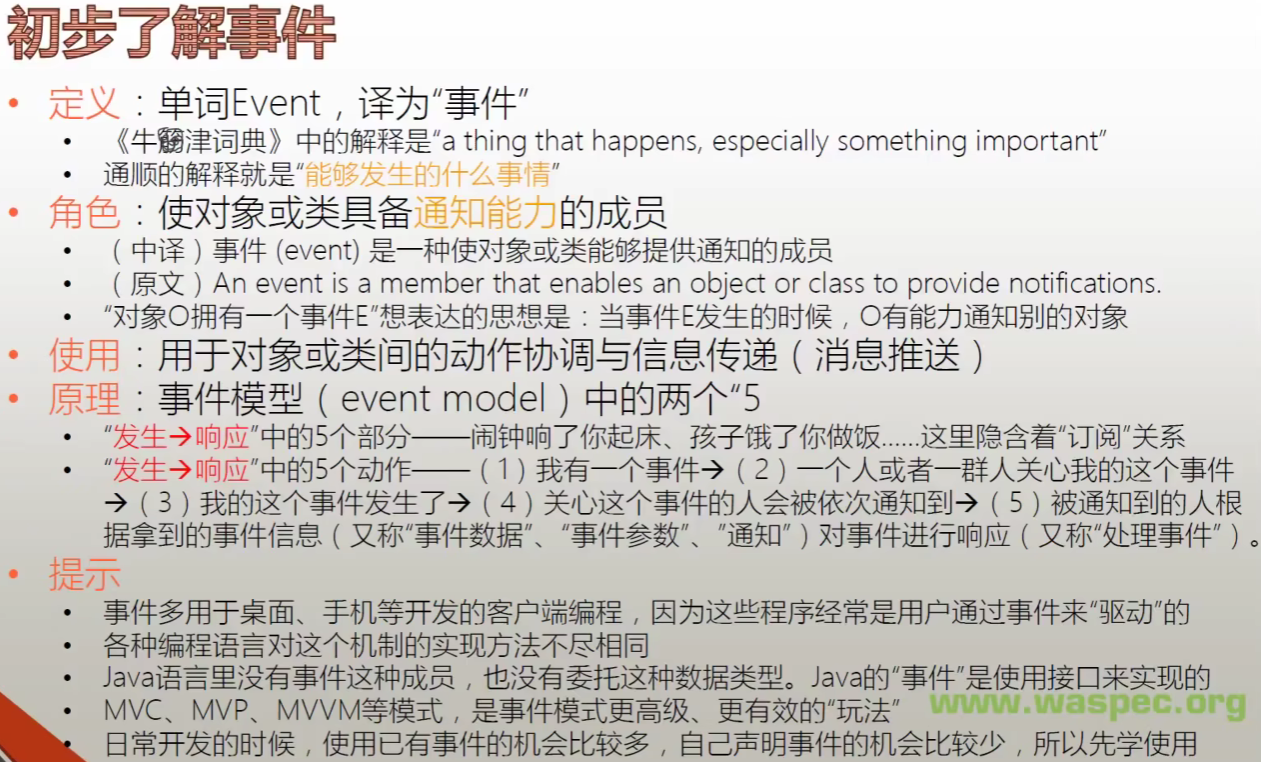 初步了解事件
• 定义：单词Event，译为“事件”
• 《牛津词典》中的解释是“a thing that happens, especially something important”
• 通顺的解释就是“能够发生的什么事情”
• 角色：使对象或类具备通知能力的成员
• （中译）事件 (event) 是一种使对象或类能够提供通知的成员
• （原文）An event is a member that enables an object or class to provide notifications.
• “对象O拥有一个事件E”想表达的思想是：当事件E发生的时候，O有能力通知别的对象
• 使用：用于对象或类间的动作协调与信息传递（消息推送）
• 原理：事件模型（event model）中的两个“5
• “发生→响应”中的5个部分——闹钟响了你起床、孩子饿了你做饭……这里隐含着“订阅”关系
• “发生→响应”中的5个动作——（1）我有一个事件→（2）一个人或者一群人关心我的这个事件
→（3）我的这个事件发生了→（4）关心这个事件的人会被依次通知到→（5）被通知到的人根
据拿到的事件信息（又称“事件数据”、“事件参数”、”通知”）对事件进行响应（又称“处理事件”）。
• 提示
• 事件多用于桌面、手机等开发的客户端编程，因为这些程序经常是用户通过事件来“驱动”的
• 各种编程语言对这个机制的实现方法不尽相同
• Java语言里没有事件这种成员，也没有委托这种数据类型。Java的“事件”是使用接口来实现的
• MVC、MVP、MVVM等模式，是事件模式更高级、更有效的“玩法”
www.waspec.org
• 日常开发的时候，使用已有事件的机会比较多，自己声明事件的机会比较少，所以先学使用